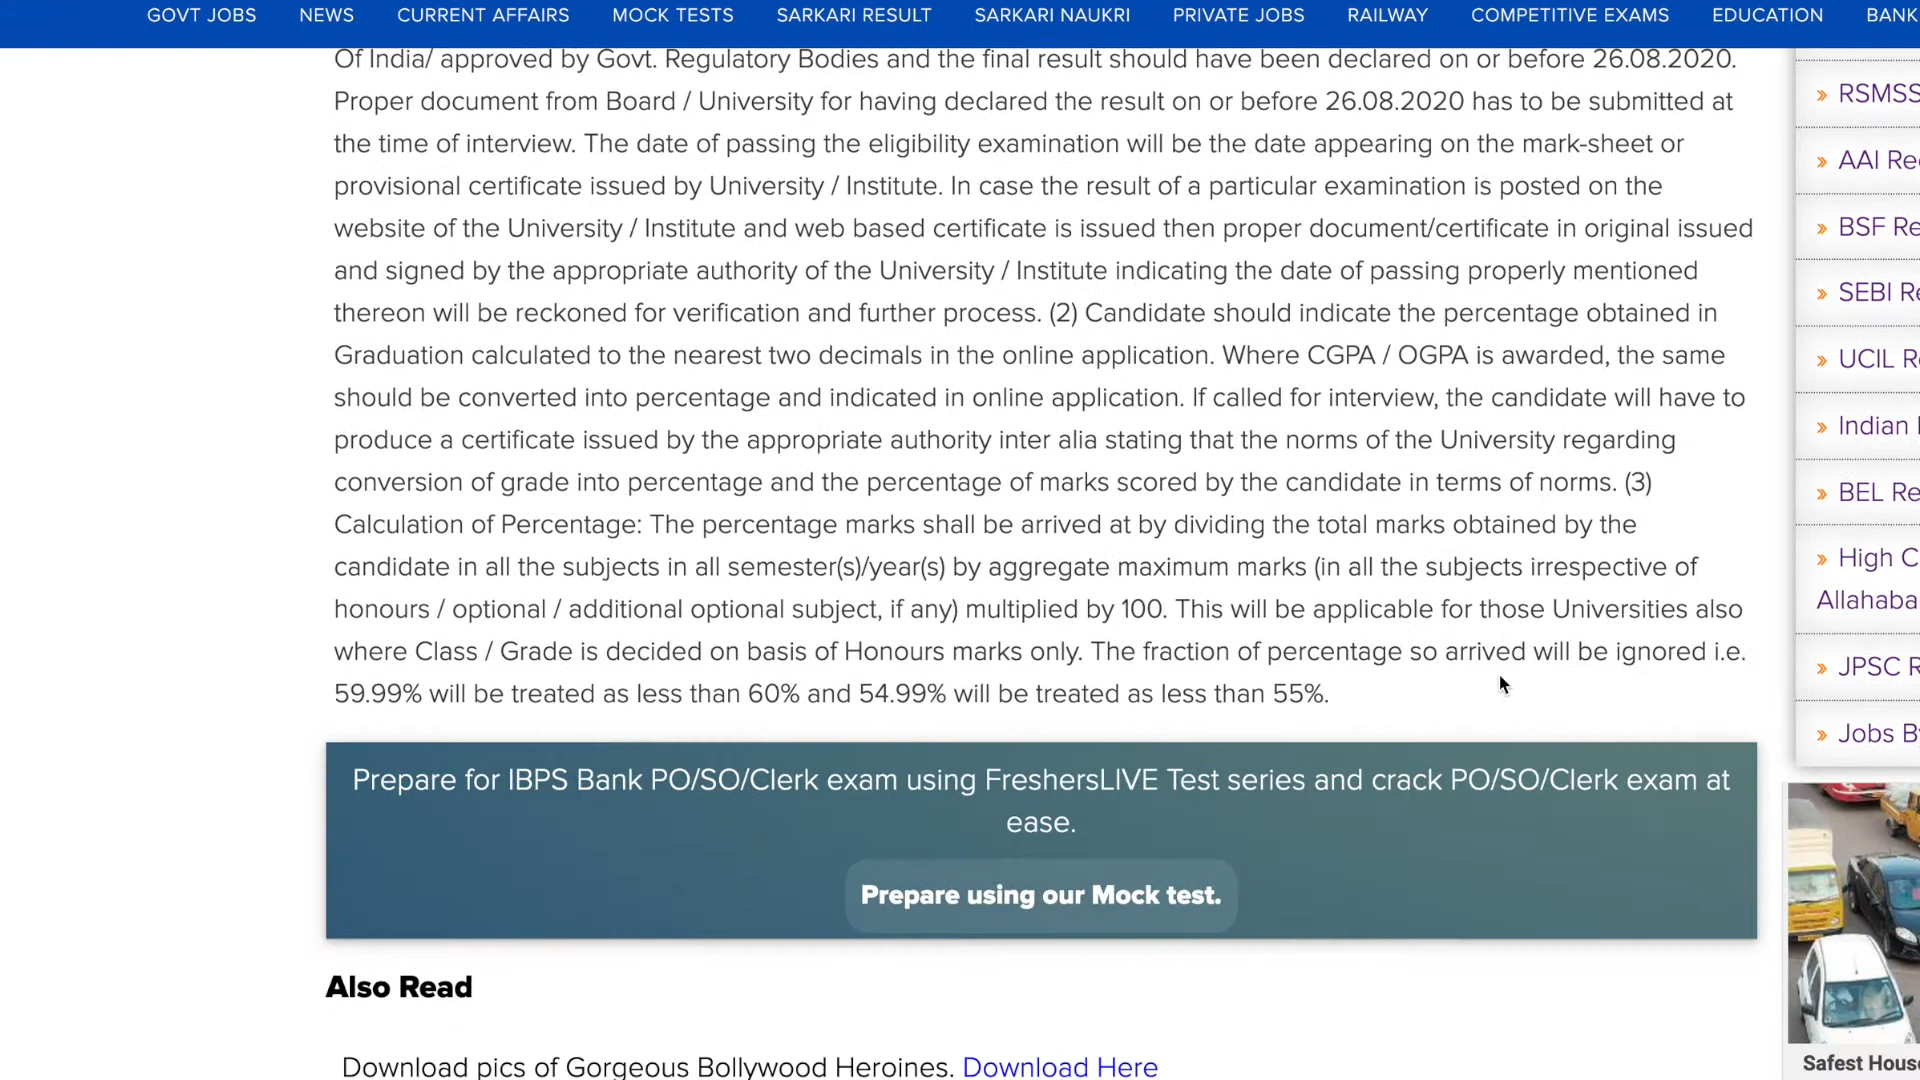 GOVT JOBS NEWS CURRENT AFFAIRS MOCK TESTS SARKARI RESULT SARKARI NAUKRI PRIVATE JOBS RAILWAY COMPETITIVE EXAMS EDUCATION BANK
Of India/ approved by Govt. Regulatory Bodies and the final result should have been declared on or before 26.08.2020.
Proper document from Board / University for having declared the result on or before 26.08.2020 has to be submitted at
the time of interview. The date of passing the eligibility examination will be the date appearing on the mark-sheet or
provisional certificate issued by University / Institute. In case the result of a particular examination is posted on the
website of the University / Institute and web based certificate is issued then proper document/certificate in original issued
and signed by the appropriate authority of the University / Institute indicating the date of passing properly mentioned
thereon will be reckoned for verification and further process. (2) Candidate should indicate the percentage obtained in
Graduation calculated to the nearest two decimals in the online application. Where CGPA / OGPA is awarded, the same
should be converted into percentage and indicated in online application. If called for interview, the candidate will have to
produce a certificate issued by the appropriate authority inter alia stating that the norms of the University regarding
conversion of grade into percentage and the percentage of marks scored by the candidate in terms of norms. (3)
Calculation of Percentage: The percentage marks shall be arrived at by dividing the total marks obtained by the
candidate in all the subjects in all semester(s)/year(s) by aggregate maximum marks (in all the subjects irrespective of
honours / optional / additional optional subject, if any) multiplied by 100. This will be applicable for those Universities also
where Class / Grade is decided on basis of Honours marks only. The fraction of percentage so arrived will be ignored i.e.
59.99% will be treated as less than 60% and 54.99% will be treated as less than 55%.
Prepare for IBPS Bank PO/SO/Clerk exam using FreshersLIVE Test series and crack PO/SO/Clerk exam at
ease.
Prepare using our Mock test.
Also Read
Download pics of Gorgeous Bollywood Heroines. Download Here
» RSMSS
» AAI Re
» BSF Re
» SEBI Re
» UCIL R
» Indian
» BEL Re
» High C
Allahaba
» JPSC R
» Jobs B
Safest Hous